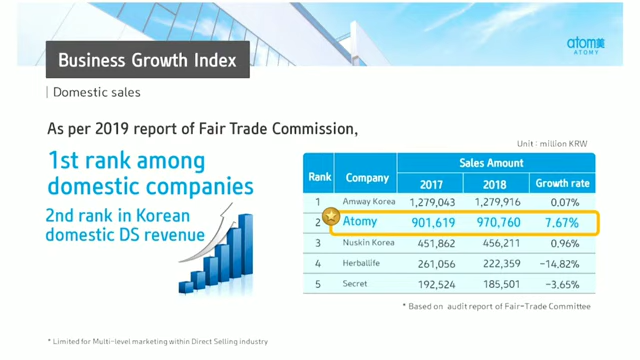 atom美
ATOMY
Business Growth Index
Domestic sales
As per 2019 report of Fair Trade Commission,
1st rank among
domestic companies
2nd rank in Korean
domestic DS revenue
Unit : million KRW
Rank Company Sales Amount
2017 2018 Growth rate
1 Amway Korea 1,279,043 1,279,916 0.07%
2 Atomy 901,619 970,760 7.67%
3 Nuskin Korea 451,862 456,211 0.96%
4 Herballife 261,056 222,359 -14.82%
5 Secret 192,524 185,501 -3.65%
* Based on audit report of Fair-Trade Committee
* Limited for Multi-level marketing within Direct Selling industry